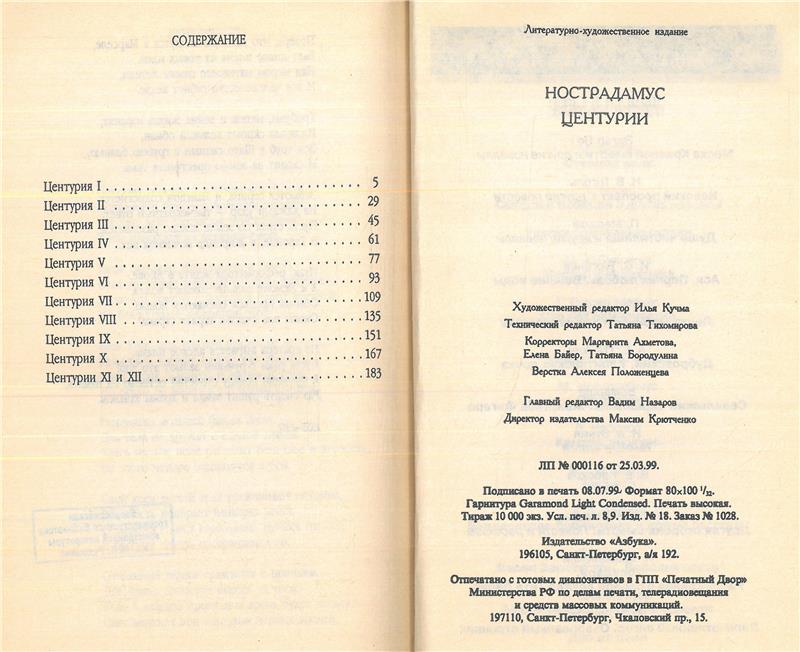 СОДЕРЖАНИЕ
Центурия I . . . . . . . . . . . . . . . . . . . . . . . . . . . . . . . 5
Центурия II . . . . . . . . . . . . . . . . . . . . . . . . . . . . . . 29
Центурия III . . . . . . . . . . . . . . . . . . . . . . . . . . . . . 45
Центурия IV . . . . . . . . . . . . . . . . . . . . . . . . . . . . . 61
Центурия V . . . . . . . . . . . . . . . . . . . . . . . . . . . . . . 77
Центурия VI . . . . . . . . . . . . . . . . . . . . . . . . . . . . . 93
Центурия VII . . . . . . . . . . . . . . . . . . . . . . . . . . . . 109
Центурия VIII . . . . . . . . . . . . . . . . . . . . . . . . . . . 135
Центурия IX . . . . . . . . . . . . . . . . . . . . . . . . . . . . 151
Центурия X . . . . . . . . . . . . . . . . . . . . . . . . . . . . . 167
Центурии XI и XII . . . . . . . . . . . . . . . . . . . . . . . . 183
Литературно-художественное издание
НОСТРАДАМУС
ЦЕНТУРИИ
Художественный редактор Илья Кучма
Технический редактор Татьяна Тихомирова
Корректоры Маргарита Ахметова,
Елена Байер, Татьяна Бородулина
Верстка Алексея Положенцева
Главный редактор Вадим Назаров
Директор издательства Максим Крютченко
ЛП № 000116 от 25.03.99.
Подписано в печать 08.07.99. Формат 80×100 1/32.
Гарнитура Garamond Light Condensed. Печать высокая.
Тираж 10 000 экз. Усл. печ. л. 8,9. Изд. № 18. Заказ № 1028.
Издательство «Азбука».
196105, Санкт-Петербург, а/я 192.
Отпечатано с готовых диапозитивов в ГПП «Печатный Двор»
Министерства РФ по делам печати, телерадиовещания
и средств массовых коммуникаций.
197110, Санкт-Петербург, Чкаловский пр., 15.